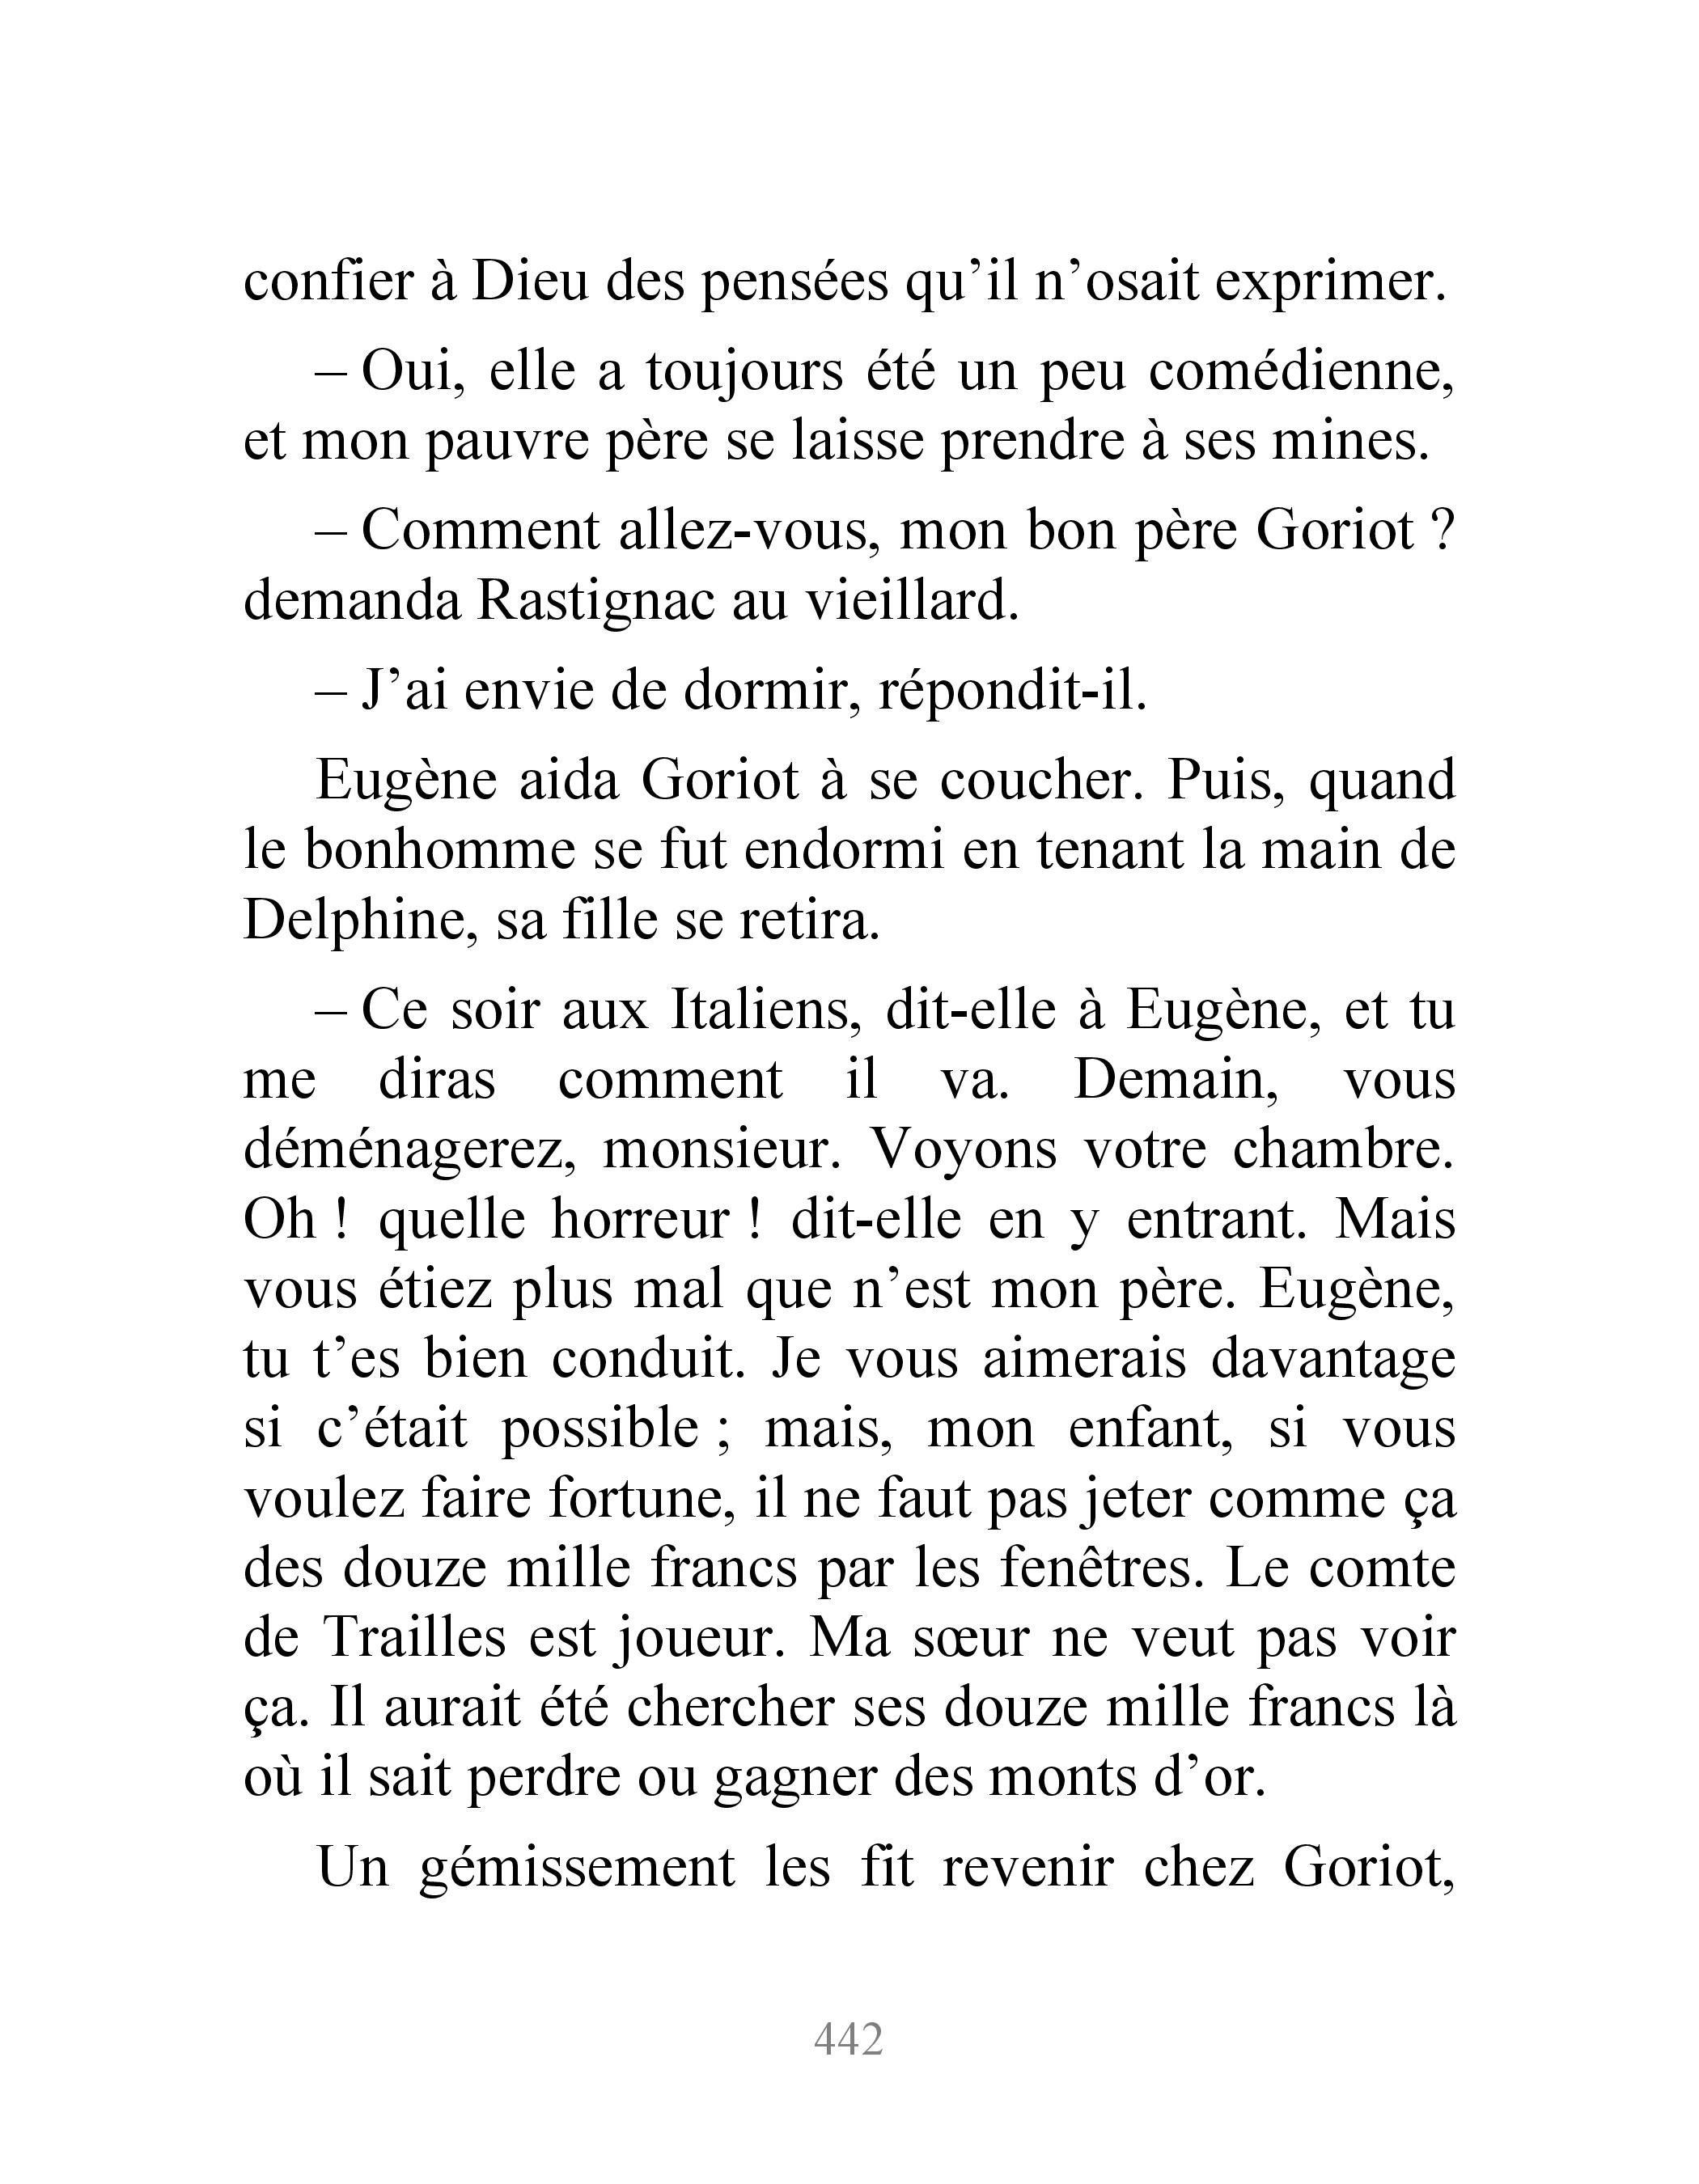 confier à Dieu des pensées qu’il n’osait exprimer.
– Oui, elle a toujours été un peu comédienne,
et mon pauvre père se laisse prendre à ses mines.
– Comment allez-vous, mon bon père Goriot ?
demanda Rastignac au vieillard.
– J’ai envie de dormir, répondit-il.
Eugène aida Goriot à se coucher. Puis, quand
le bonhomme se fut endormi en tenant la main de
Delphine, sa fille se retira.
– Ce soir aux Italiens, dit-elle à Eugène, et tu
me diras comment il va. Demain, vous
déménagerez, monsieur. Voyons votre chambre.
Oh ! quelle horreur ! dit-elle en y entrant. Mais
vous étiez plus mal que n’est mon père. Eugène,
tu t’es bien conduit. Je vous aimerais davantage
si c’était possible ; mais, mon enfant, si vous
voulez faire fortune, il ne faut pas jeter comme ça
des douze mille francs par les fenêtres. Le comte
de Trailles est joueur. Ma sœur ne veut pas voir
ça. Il aurait été chercher ses douze mille francs là
où il sait perdre ou gagner des monts d’or.
Un gémissement les fit revenir chez Goriot,
442